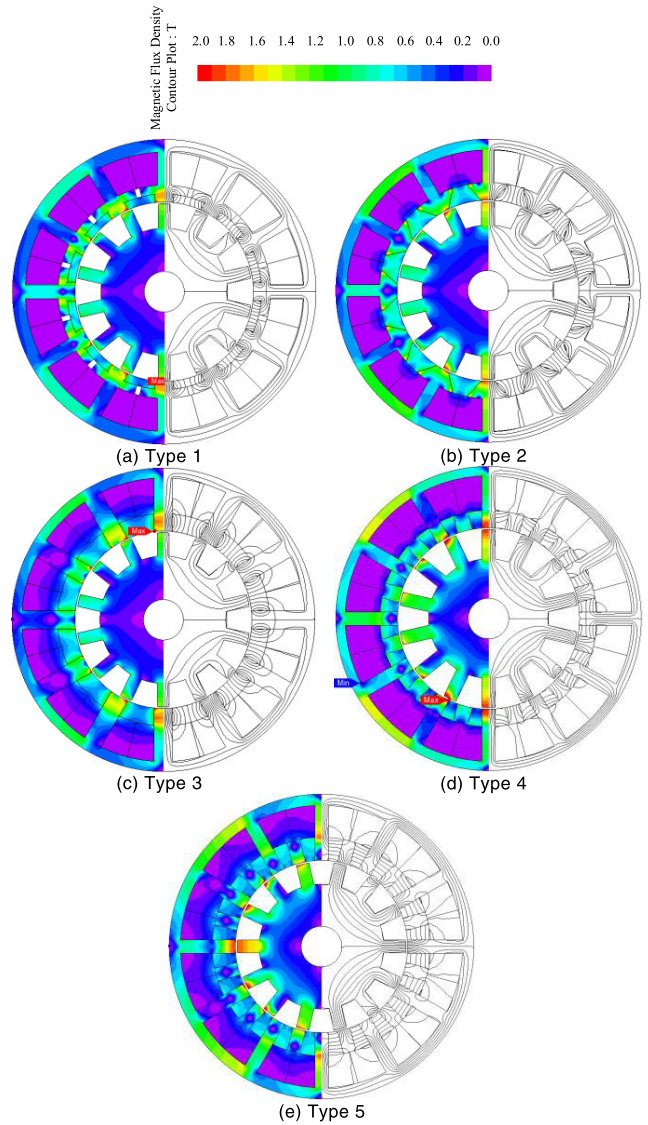 Magnetic Flux Density
Contour Plot : T
2.0 1.8 1.6 1.4 1.2 1.0 0.8 0.6 0.4 0.2 0.0
Max
(a) Type 1
(b) Type 2
Max
(c) Type 3
Min
Max
(d) Type 4
(e) Type 5